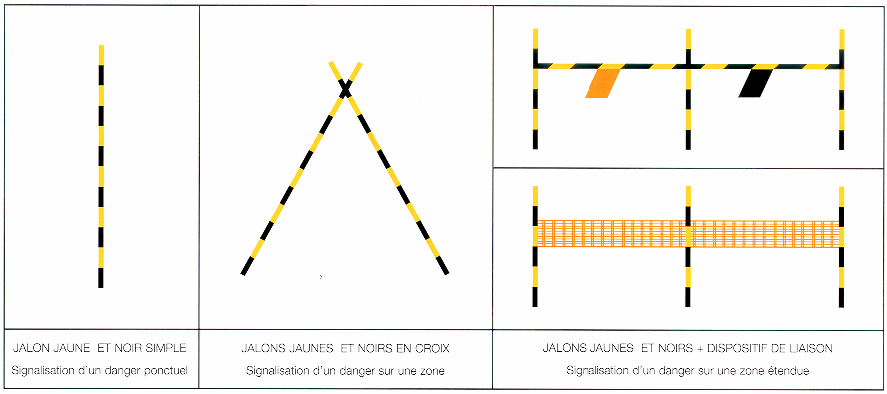 JALON JAUNE ET NOIR SIMPLE
Signalisation d'un danger ponctuel
JALONS JAUNES ET NOIRS EN CROIX
Signalisation d'un danger sur une zone
JALONS JAUNES ET NOIRS + DISPOSITIF DE LIAISON
Signalisation d'un danger sur une zone étendue